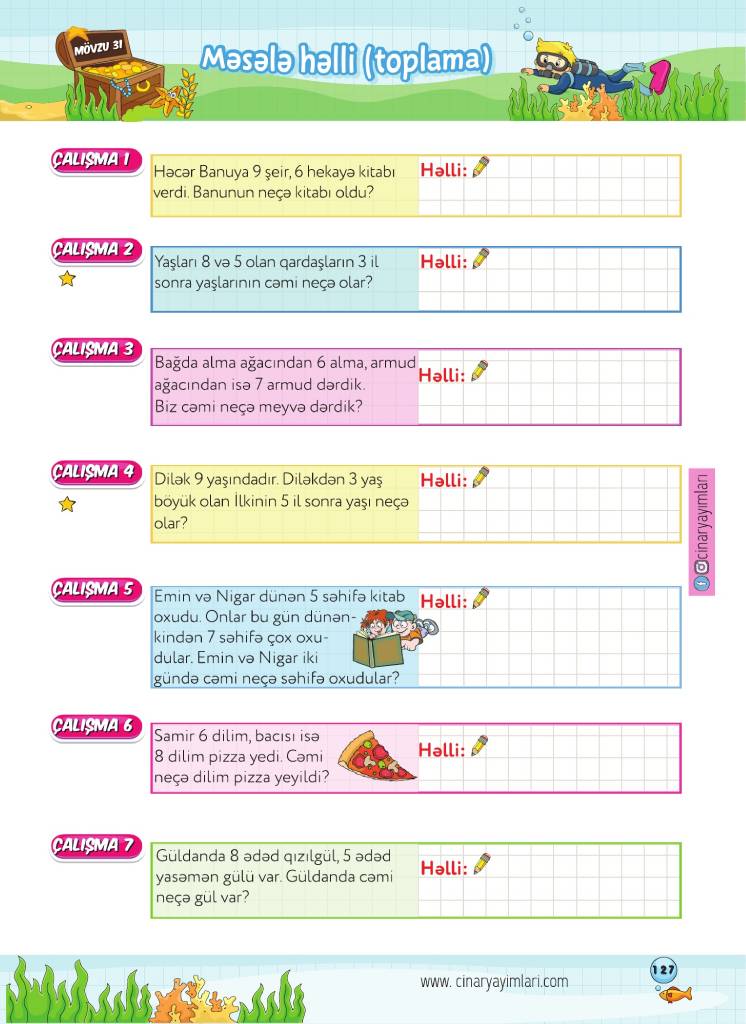 MÖVZU 31
Məsələ həlli (toplama)
1
ÇALIŞMA 1
Həcər Banuya 9 şeir, 6 hekayə kitabı
verdi. Banunun neçə kitabı oldu?
Həlli:
ÇALIŞMA 2
Yaşları 8 və 5 olan qardaşların 3 il
sonra yaşlarının cəmi neçə olar?
Həlli:
ÇALIŞMA 3
Bağda alma ağacından 6 alma, armud
ağacından isə 7 armud dərdik.
Biz cəmi neçə meyvə dərdik?
Həlli:
ÇALIŞMA 4
Dilək 9 yaşındadır. Diləkdən 3 yaş
böyük olan İlkinin 5 il sonra yaşı neçə
olar?
Həlli:
cinaryayımları
ÇALIŞMA 5
Emin və Nigar dünən 5 səhifə kitab
oxudu. Onlar bu gün dünən-
kindən 7 səhifə çox oxu-
dular. Emin və Nigar iki
gündə cəmi neçə səhifə oxudular?
Həlli:
ÇALIŞMA 6
Samir 6 dilim, bacısı isə
8 dilim pizza yedi. Cəmi
neçə dilim pizza yeyildi?
Həlli:
ÇALIŞMA 7
Güldanda 8 ədəd qızılgül, 5 ədəd
yasəmən gülü var. Güldanda cəmi
neçə gül var?
Həlli:
www. cinaryayimlari.com
127